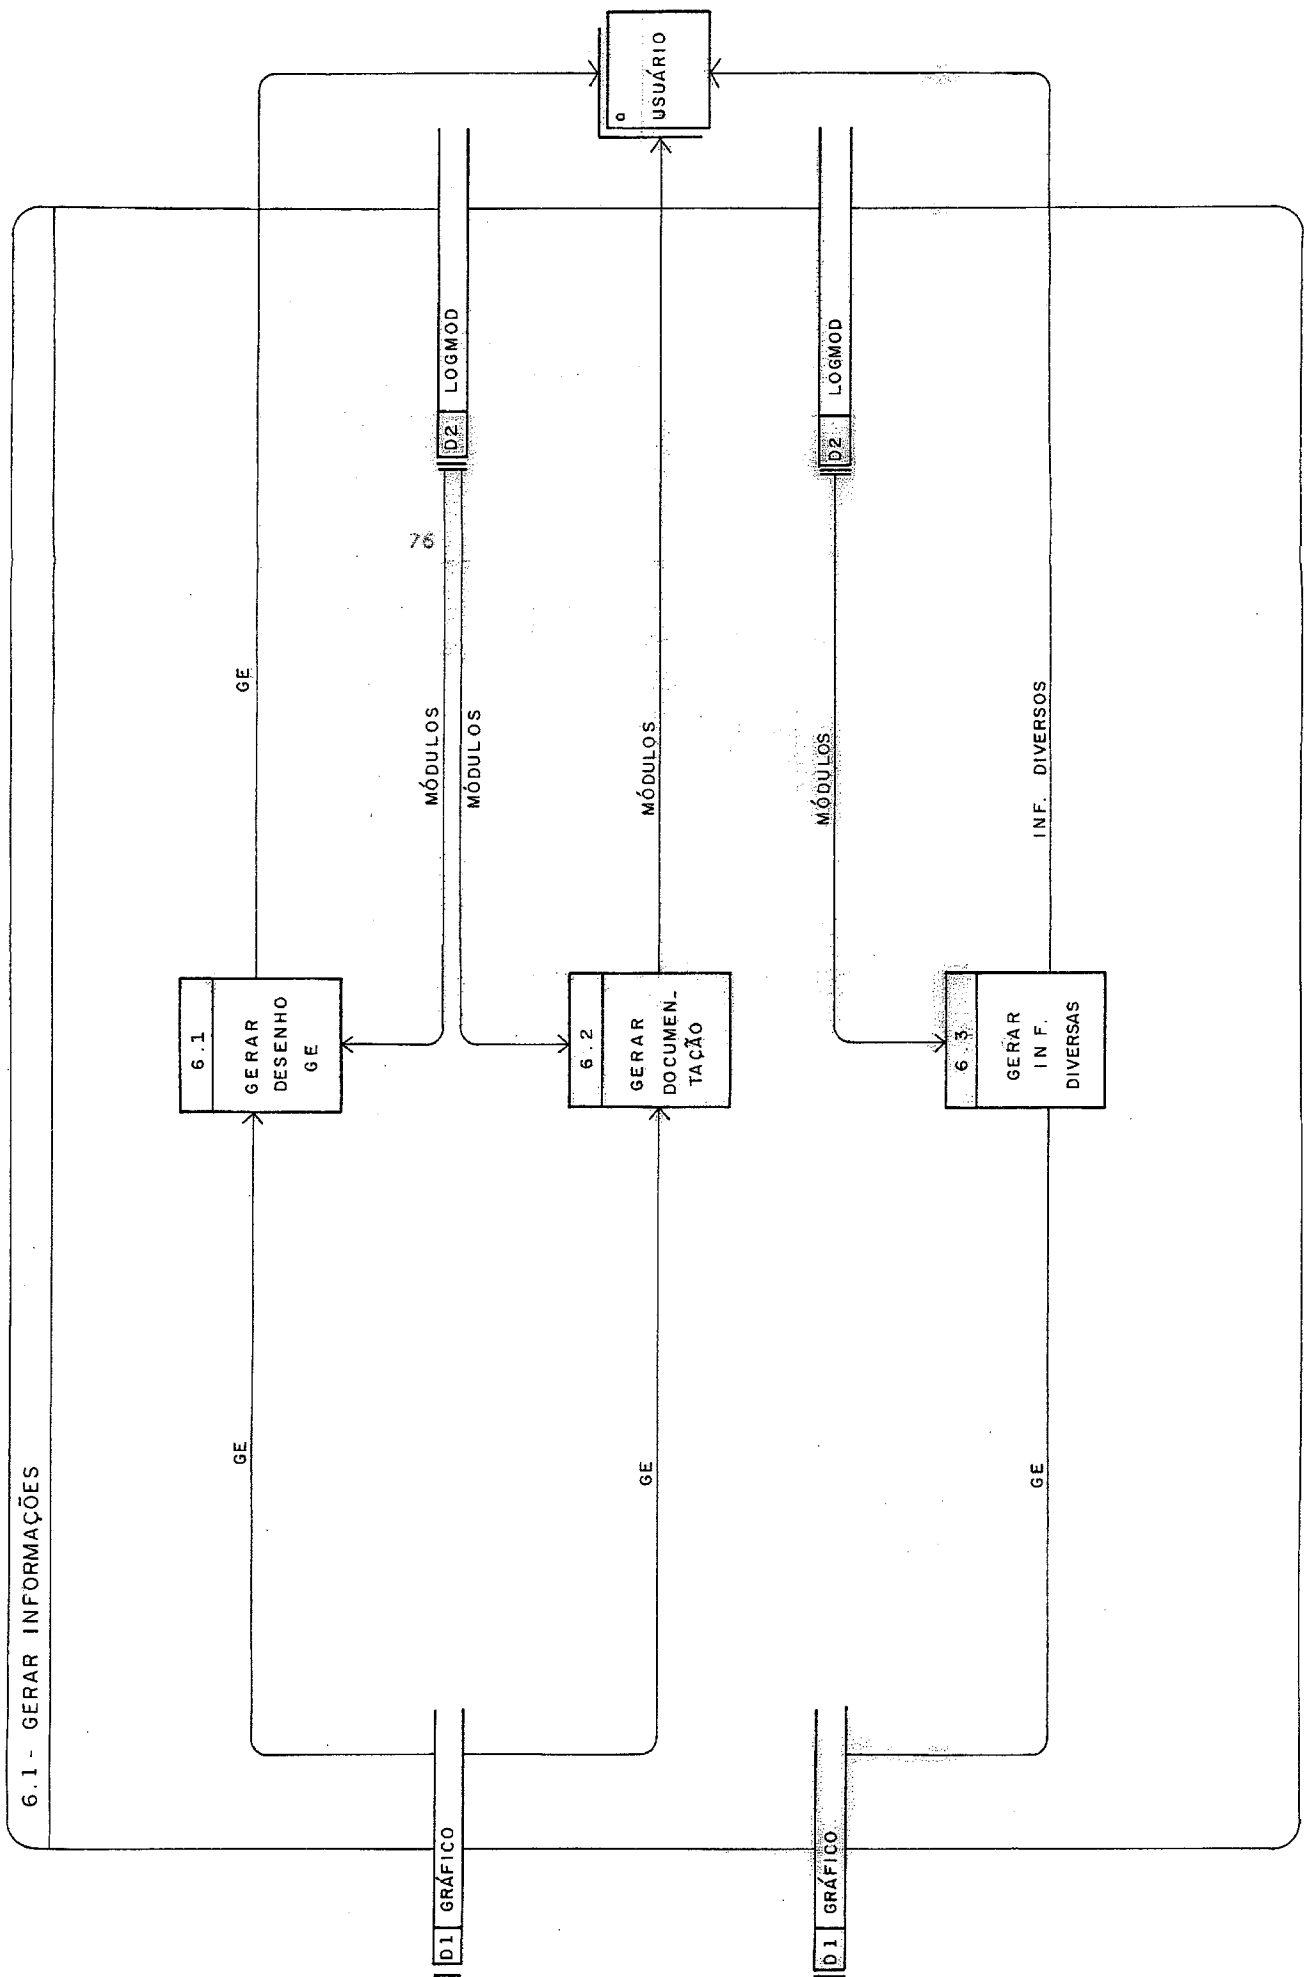 6.1 - GERAR INFORMAÇÕES
D1 GRÁFICO
GE
6.1
GERAR
DESENHO
GE
GE
MÓDULOS
MÓDULOS
D2 LOGMOD
76
GE
6.2
GERAR
DOCUMEN_
TAÇÃO
MÓDULOS
a
USUÁRIO
D1 GRÁFICO
GE
6.3
GERAR
INF.
DIVERSAS
MÓDULOS
D2 LOGMOD
INF. DIVERSOS